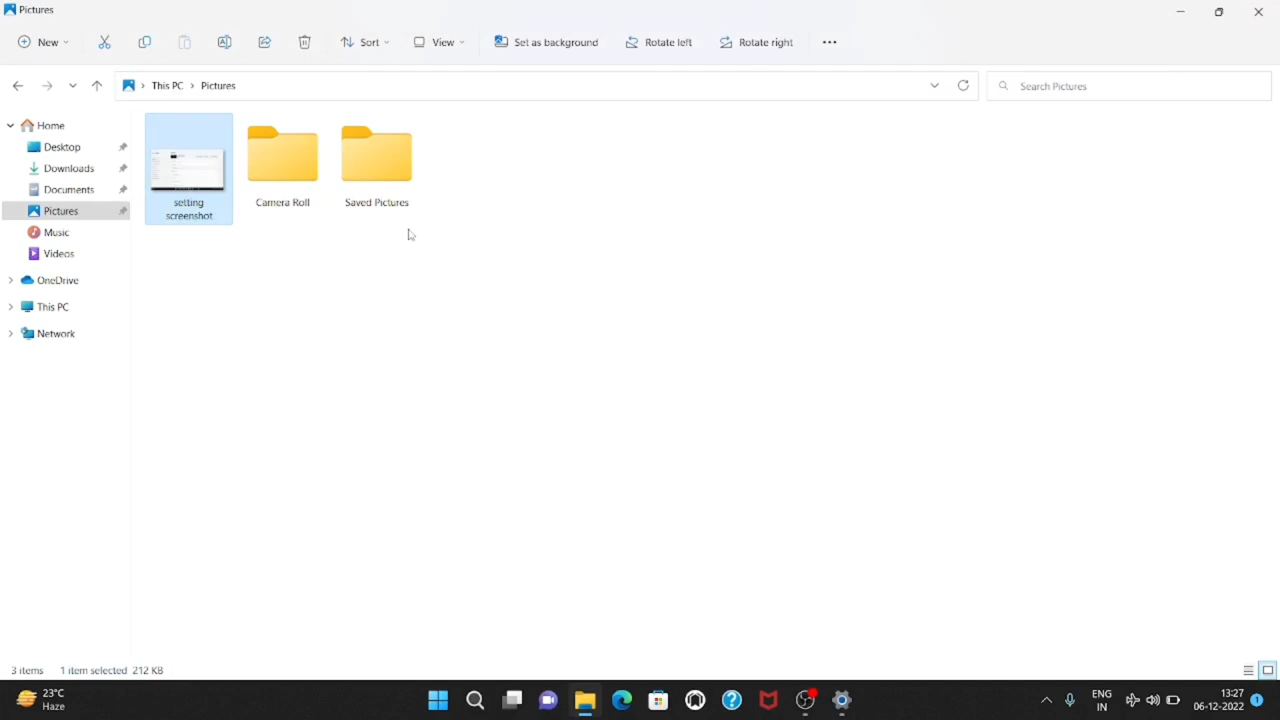 Pictures
New
Sort
View
Set as background
Rotate left
Rotate right
This PC
Pictures
Search Pictures
Home
Desktop
Downloads
Documents
Pictures
Music
Videos
OneDrive
This PC
Network
setting
screenshot
Camera Roll
Saved Pictures
3 items 1 item selected 212 KB
23°C
Haze
ENG
IN
13:27
06-12-2022
1